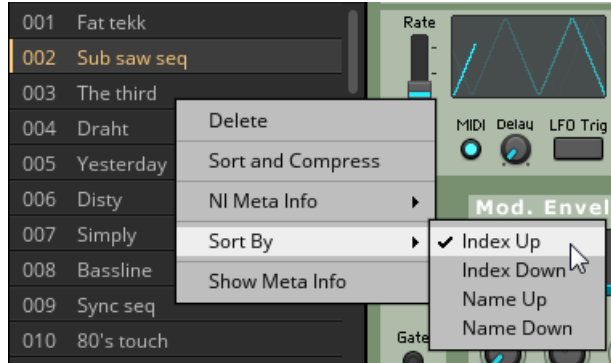 001 Fat tekk
002 Sub saw seq
003 The third
004 Draht
005 Yesterday
006 Disty
007 Simply
008 Bassline
009 Sync seq
010 80's touch
Delete
Sort and Compress
NI Meta Info
Sort By
Show Meta Info
Index Up
Index Down
Name Up
Name Down
Rate
MIDI Delay LFO Trig
Mod. Envel
Gate